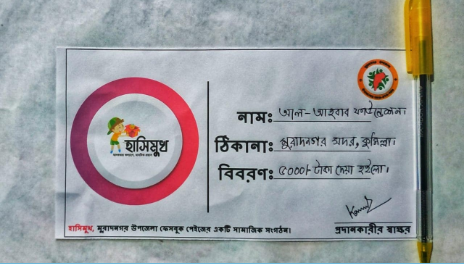 হাসিমুখ
নাম: আল-আহবার ফাউন্ডেশন।
ঠিকানা: মুরাদনগর সদর, কুমিল্লা।
বিবরণ: ৫০০০/- টাকা দেয়া হইলো।
হাসিমুখ, মুরাদনগর উপজেলা ফেসবুক পেইজের একটি সামাজিক সংগঠন।
প্রদানকারীর স্বাক্ষর